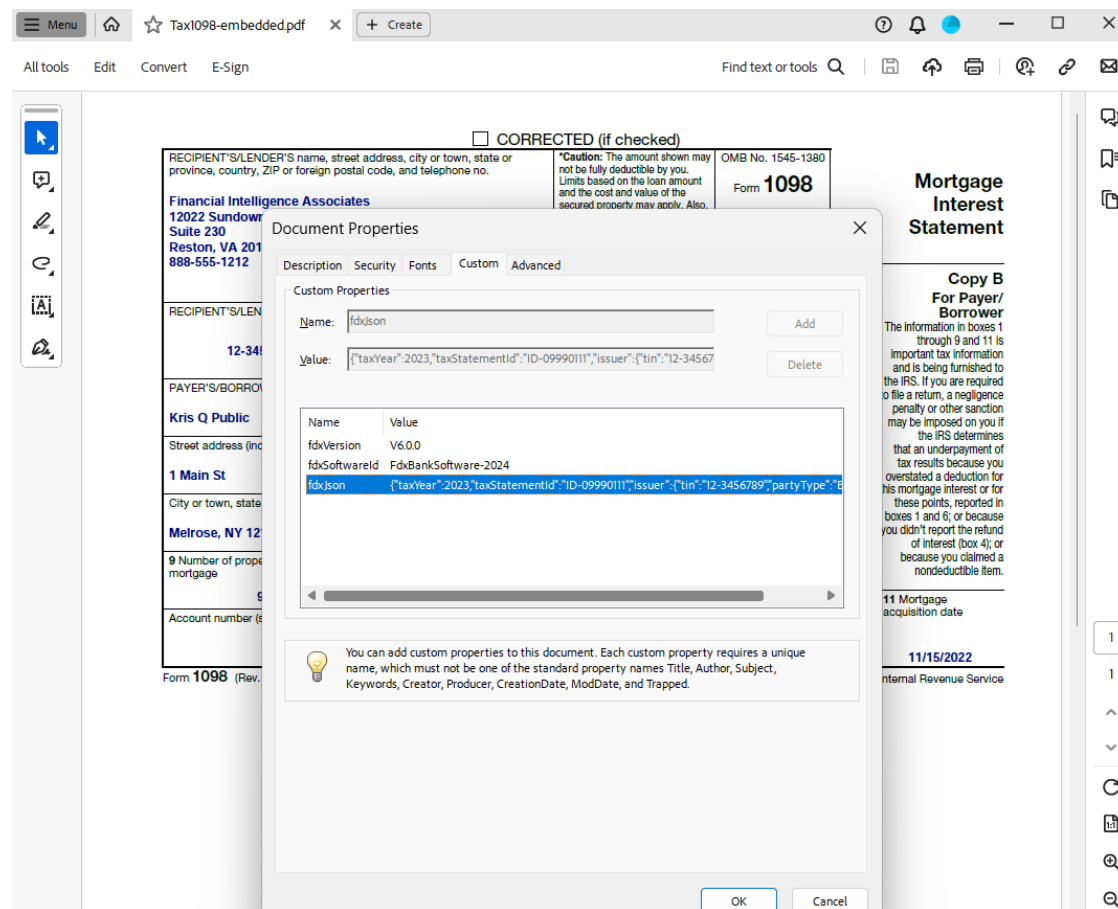 Menu
Tax1098-embedded.pdf
+ Create
All tools
Edit
Convert
E-Sign
Find text or tools
CORRECTED (if checked)
RECIPIENT'S/LENDER'S name, street address, city or town, state or
province, country, ZIP or foreign postal code, and telephone no.
Financial Intelligence Associates
12022 Sundown
Suite 230
Reston, VA 201
888-555-1212
*Caution: The amount shown may
not be fully deductible by you.
Limits based on the loan amount
and the cost and value of the
secured property may apply. Also,
OMB No. 1545-1380
Form 1098
Mortgage
Interest
Statement
RECIPIENT'S/LEN
12-345
PAYER'S/BORRO
Kris Q Public
Street address (inc
1 Main St
City or town, state
Melrose, NY 12
9 Number of prope
mortgage
9
Account number (s
Form 1098 (Rev.
Copy B
For Payer/
Borrower
The information in boxes 1
through 9 and 11 is
important tax information
and is being furnished to
the IRS. If you are required
to file a return, a negligence
penalty or other sanction
may be imposed on you if
the IRS determines
that an underpayment of
tax results because you
overstated a deduction for
this mortgage interest or for
these points, reported in
boxes 1 and 6; or because
you didn't report the refund
of interest (box 4); or
because you claimed a
nondeductible item.
11 Mortgage
acquisition date
11/15/2022
Internal Revenue Service
Document Properties
Description
Security
Fonts
Custom
Advanced
Custom Properties
Name:
fdxJson
Add
Value:
{"taxYear":2023,"taxStatementId":"ID-09990111","issuer":{"tin":"12-34567
Delete
Name Value
fdxVersion V6.0.0
fdxSoftwareId FdxBankSoftware-2024
fdxJson {"taxYear":2023,"taxStatementId":"ID-09990111","issuer":{"tin":"12-3456789","partyType":"B
You can add custom properties to this document. Each custom property requires a unique
name, which must not be one of the standard property names Title, Author, Subject,
Keywords, Creator, Producer, CreationDate, ModDate, and Trapped.
OK
Cancel
1
1
1:1